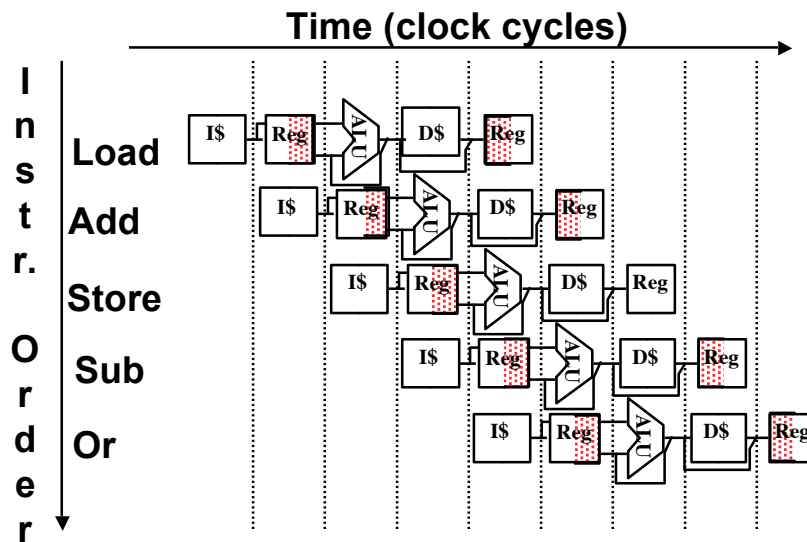 Time (clock cycles)
I
n
s
t
r.
O
r
d
e
r
Load
I$ Reg ALU D$ Reg
Add
I$ Reg ALU D$ Reg
Store
I$ Reg ALU D$ Reg
Sub
I$ Reg ALU D$ Reg
Or
I$ Reg ALU D$ Reg